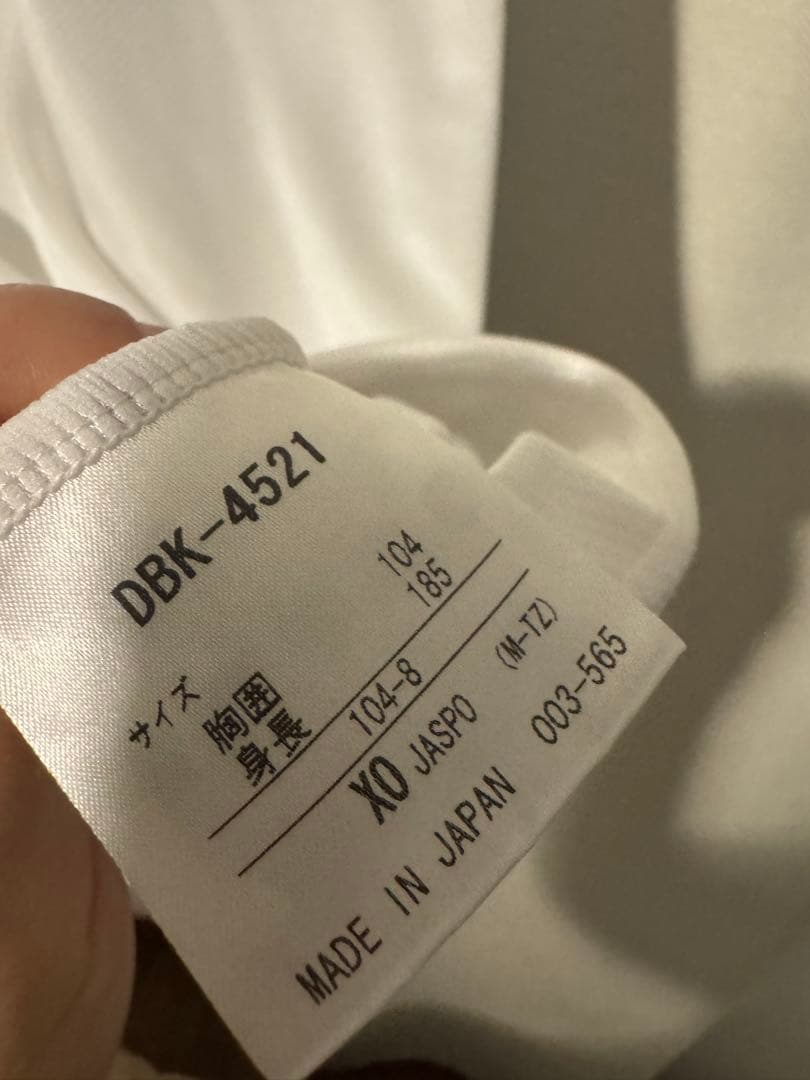 DBK-4521
サイズ
胸囲 104
身長 185
104-8
XO JASPO (M-TZ)
MADE IN JAPAN 003-565